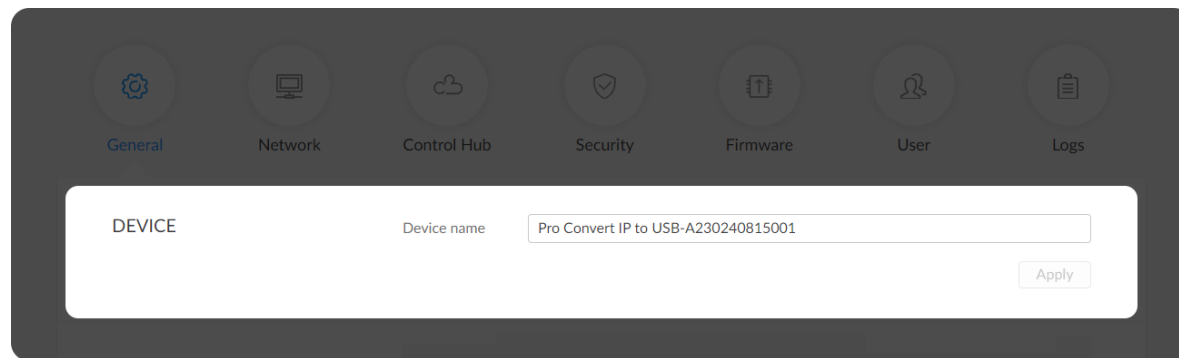 General Network Control Hub Security Firmware User Logs
DEVICE
Device name Pro Convert IP to USB-A230240815001
Apply